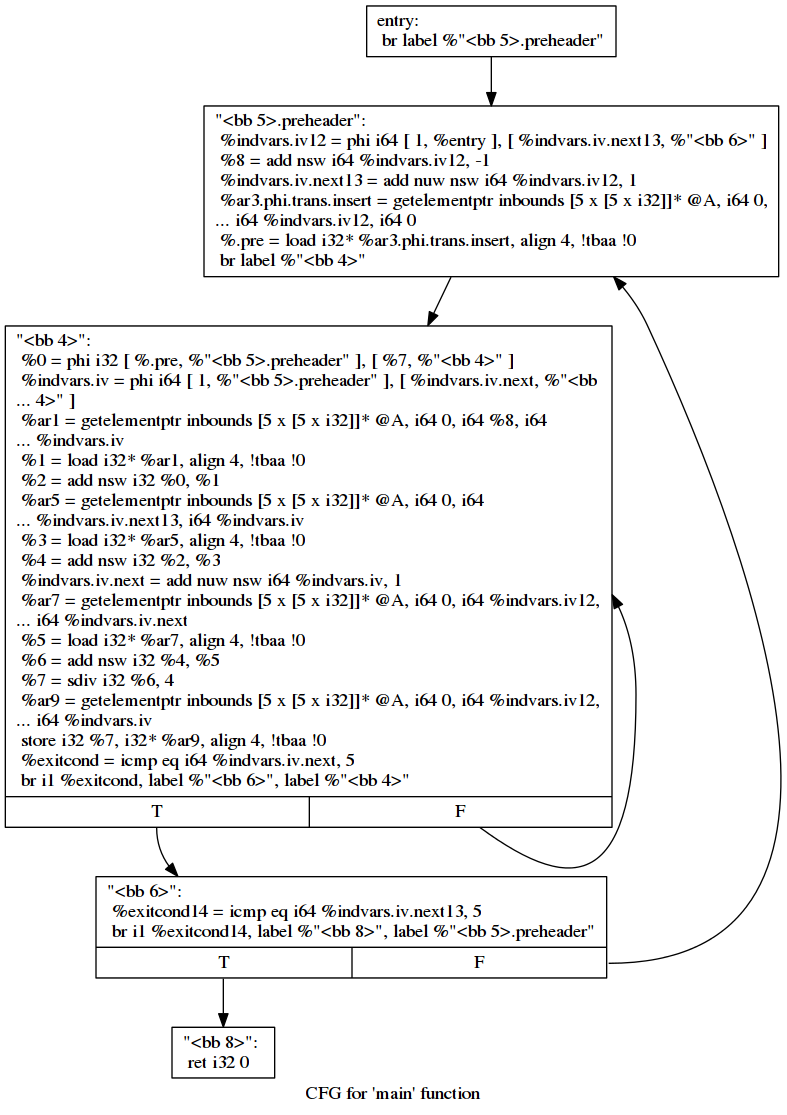 entry:
br label %"<bb 5>.preheader"
"<bb 5>.preheader":
%indvars.iv12 = phi i64 [ 1, %entry ], [ %indvars.iv.next13, %"<bb 6>" ]
%8 = add nsw i64 %indvars.iv12, -1
%indvars.iv.next13 = add nuw nsw i64 %indvars.iv12, 1
%ar3.phi.trans.insert = getelementptr inbounds [5 x [5 x i32]]* @A, i64 0,
... i64 %indvars.iv12, i64 0
%.pre = load i32* %ar3.phi.trans.insert, align 4, !tbaa !0
br label %"<bb 4>"
"<bb 4>":
%0 = phi i32 [ %.pre, %"<bb 5>.preheader" ], [ %7, %"<bb 4>" ]
%indvars.iv = phi i64 [ 1, %"<bb 5>.preheader" ], [ %indvars.iv.next, %"<bb
... 4>" ]
%ar1 = getelementptr inbounds [5 x [5 x i32]]* @A, i64 0, i64 %8, i64
... %indvars.iv
%1 = load i32* %ar1, align 4, !tbaa !0
%2 = add nsw i32 %0, %1
%ar5 = getelementptr inbounds [5 x [5 x i32]]* @A, i64 0, i64
... %indvars.iv.next13, i64 %indvars.iv
%3 = load i32* %ar5, align 4, !tbaa !0
%4 = add nsw i32 %2, %3
%indvars.iv.next = add nuw nsw i64 %indvars.iv, 1
%ar7 = getelementptr inbounds [5 x [5 x i32]]* @A, i64 0, i64 %indvars.iv12,
... i64 %indvars.iv.next
%5 = load i32* %ar7, align 4, !tbaa !0
%6 = add nsw i32 %4, %5
%7 = sdiv i32 %6, 4
%ar9 = getelementptr inbounds [5 x [5 x i32]]* @A, i64 0, i64 %indvars.iv12,
... i64 %indvars.iv
store i32 %7, i32* %ar9, align 4, !tbaa !0
%exitcond = icmp eq i64 %indvars.iv.next, 5
br i1 %exitcond, label %"<bb 6>", label %"<bb 4>"
T
F
"<bb 6>":
%exitcond14 = icmp eq i64 %indvars.iv.next13, 5
br i1 %exitcond14, label %"<bb 8>", label %"<bb 5>.preheader"
T
F
"<bb 8>":
ret i32 0
CFG for 'main' function